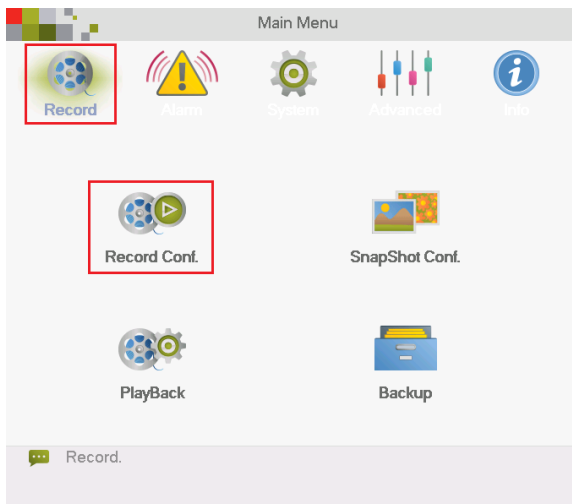 Main Menu
Record Alarm System Advanced Info
Record Conf. SnapShot Conf.
PlayBack Backup
Record.